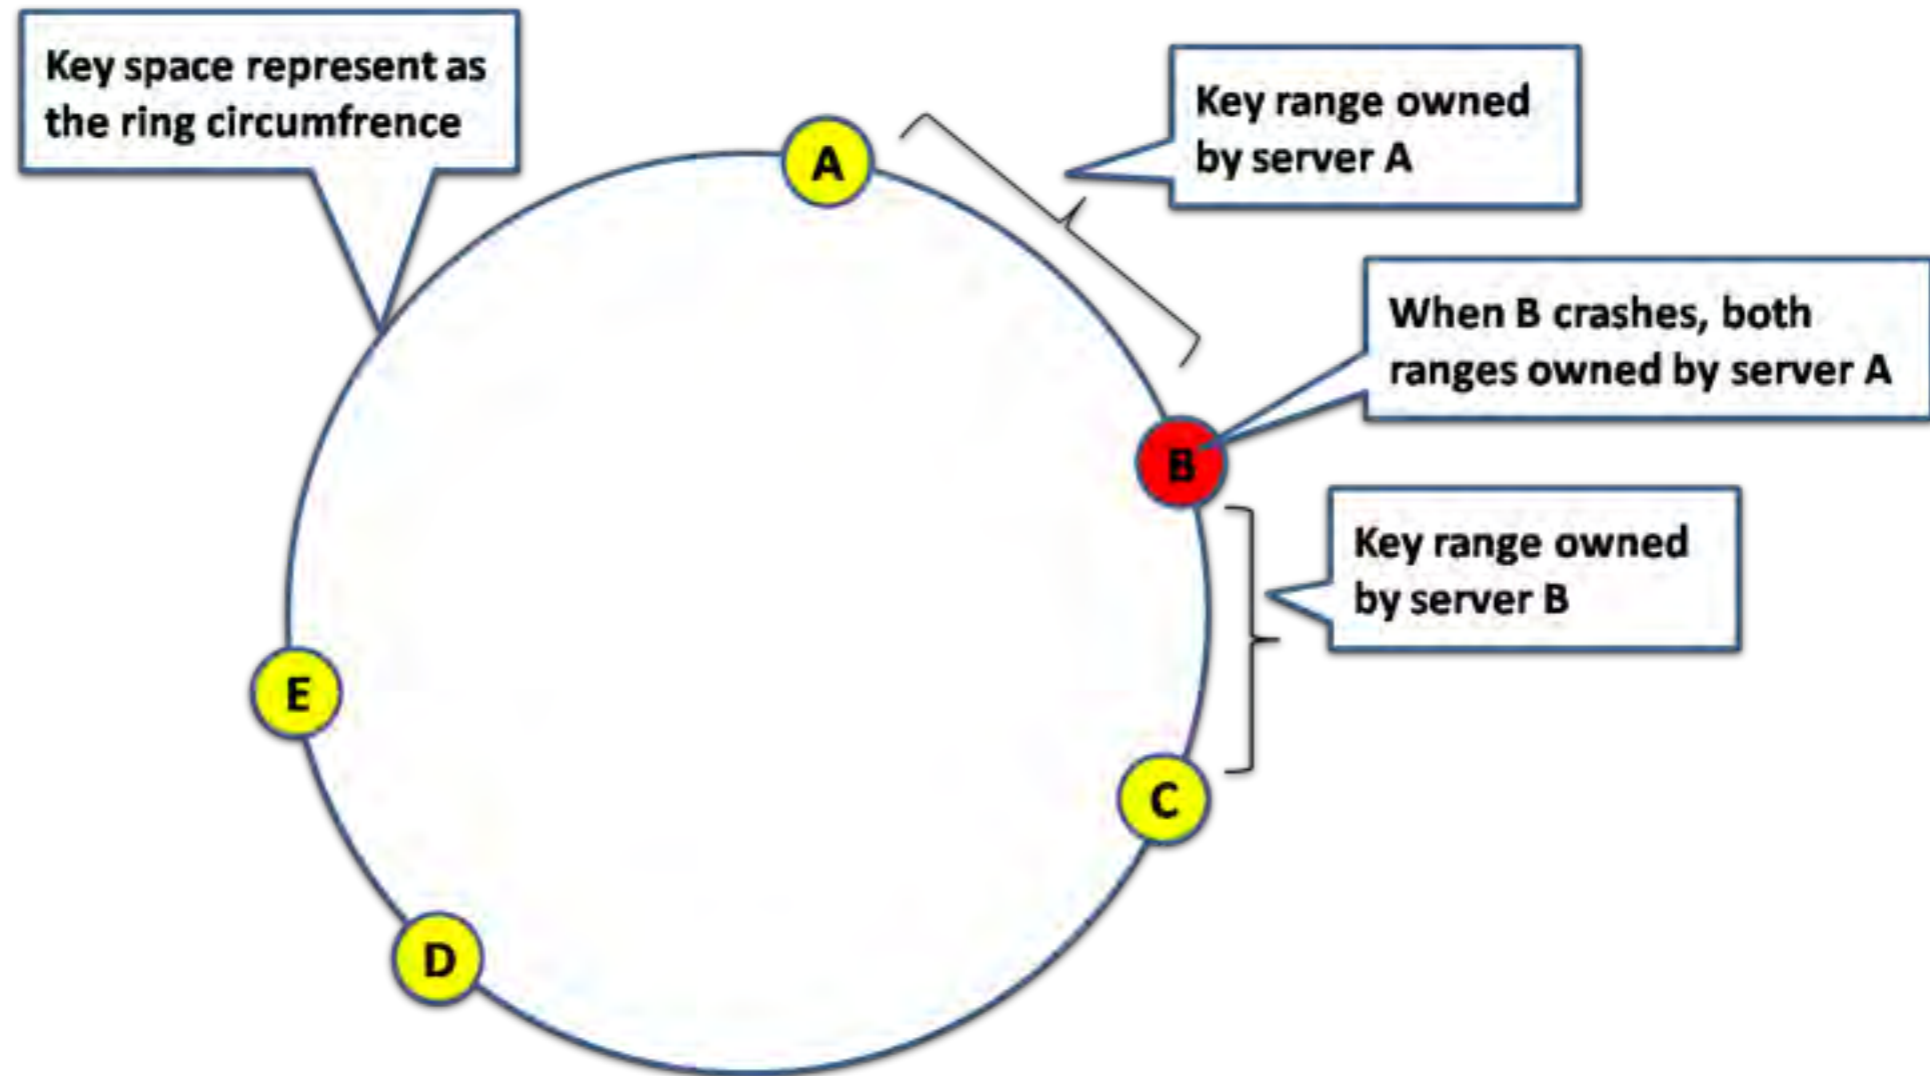 Key space represent as
the ring circumfrence
Key range owned
by server A
A
When B crashes, both
ranges owned by server A
B
Key range owned
by server B
E
C
D